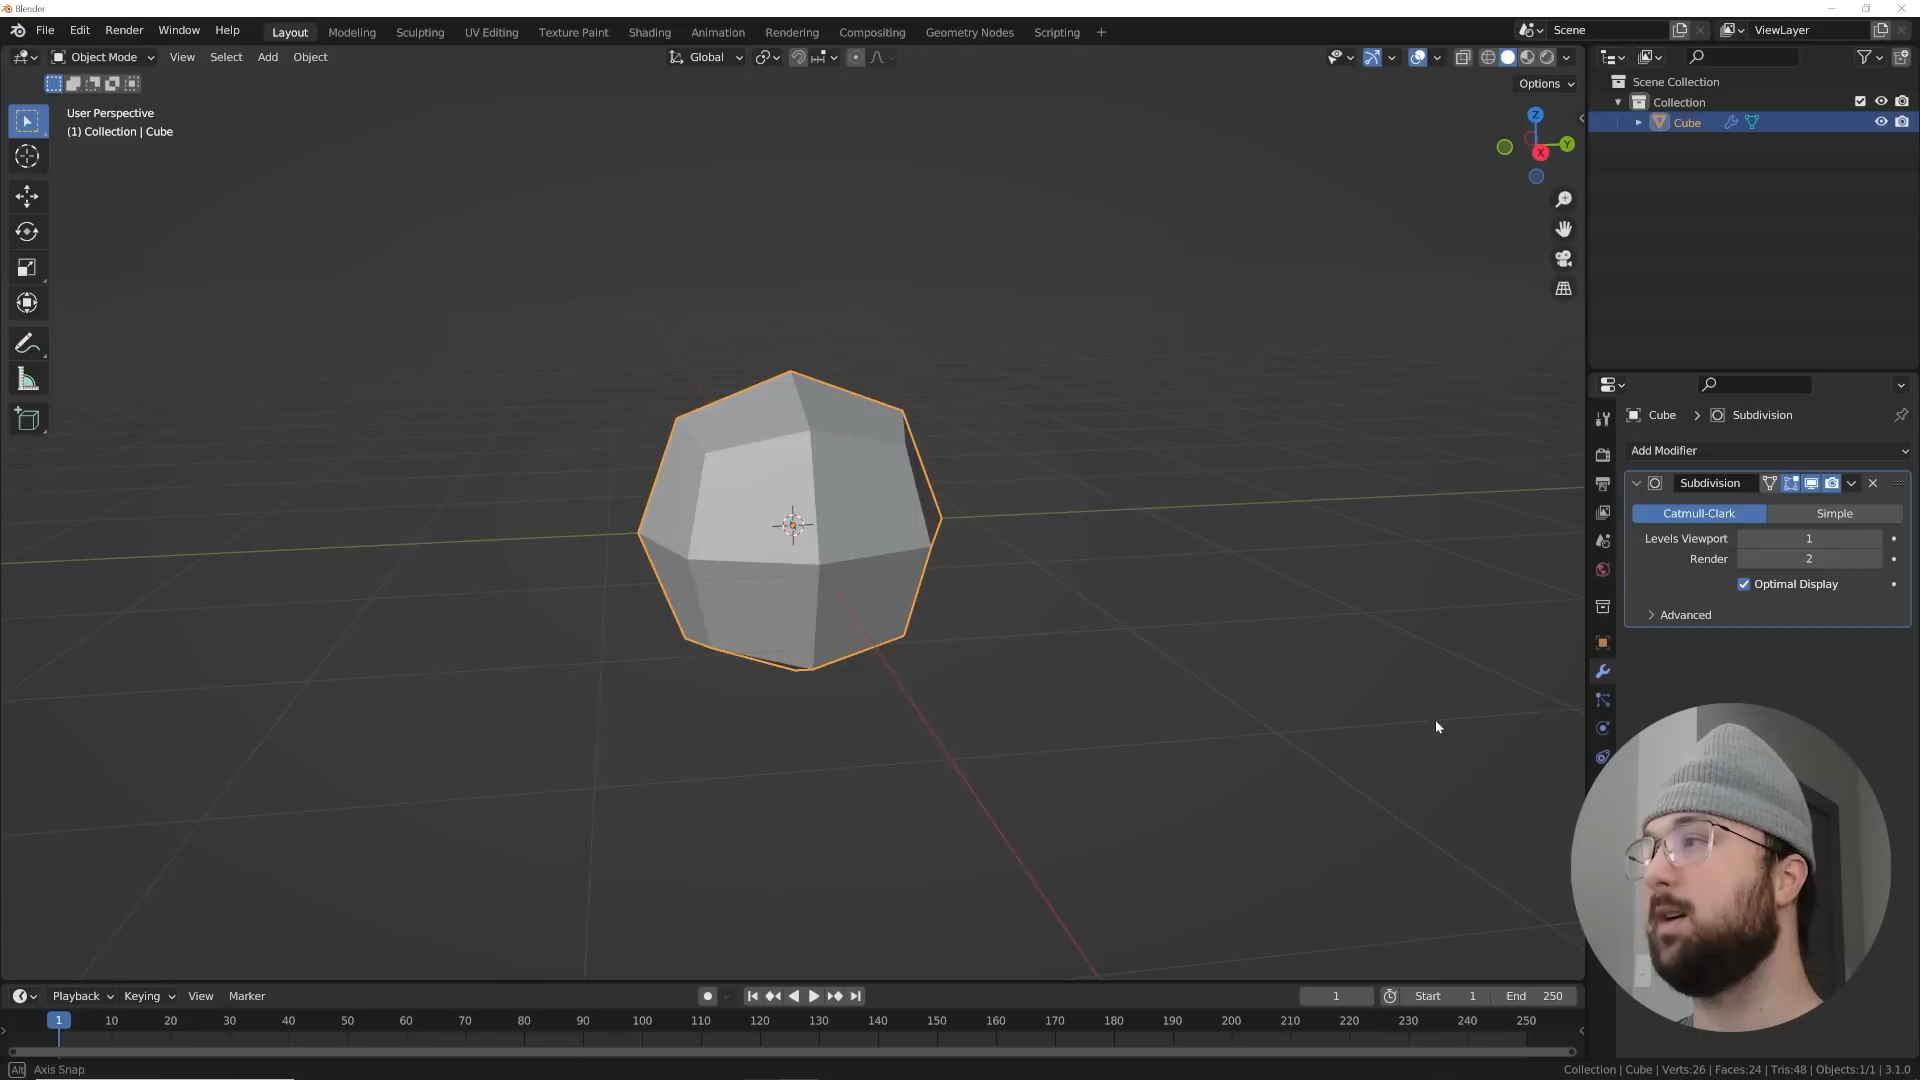 Blender
File Edit Render Window Help Layout Modeling Sculpting UV Editing Texture Paint Shading Animation Rendering Compositing Geometry Nodes Scripting + Scene ViewLayer
Object Mode View Select Add Object Global
Options
User Perspective
(1) Collection | Cube
Z
Y
X
Scene Collection
Collection
Cube
Cube > Subdivision
Add Modifier
Subdivision
Catmull-Clark Simple
Levels Viewport 1
Render 2
Optimal Display
Advanced
Playback Keying View Marker 1 Start 1 End 250
1 10 20 30 40 50 60 70 80 90 100 110 120 130 140 150 160 170 180 190 200 210 220 230 240 250
Alt Axis Snap
Collection | Cube | Verts:26 | Faces:24 | Tris:48 | Objects:1/1 | 3.1.0